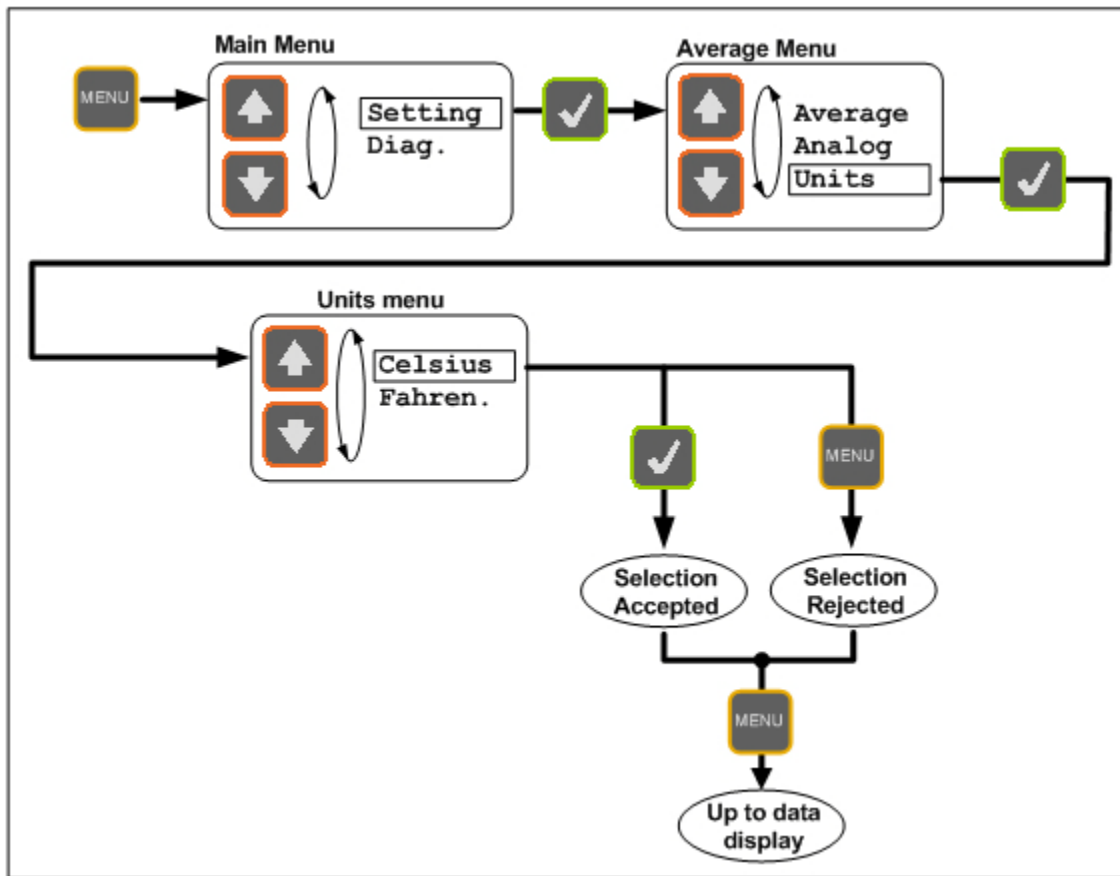 Main Menu
MENU
Setting
Diag.
Average Menu
Average
Analog
Units
Units menu
Celsius
Fahren.
MENU
Selection
Accepted
Selection
Rejected
MENU
Up to data
display